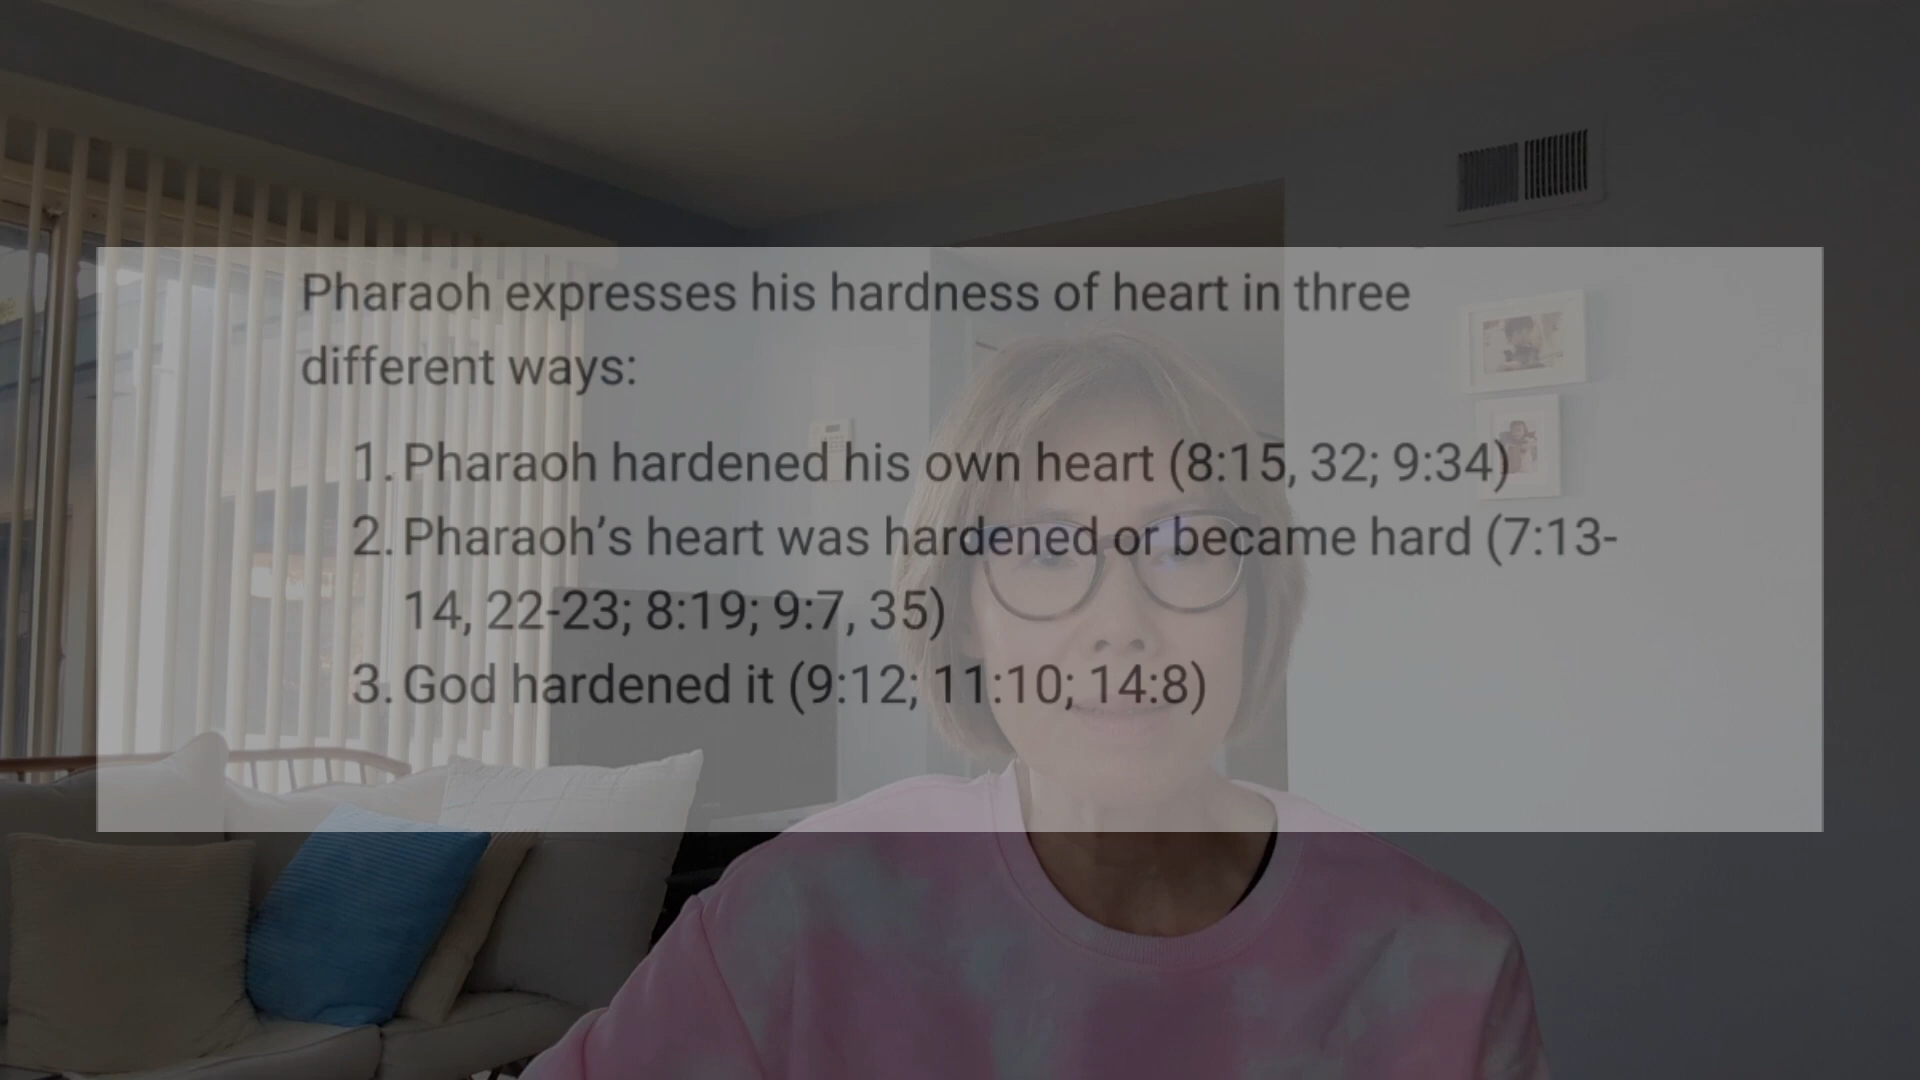 Pharaoh expresses his hardness of heart in three
different ways:
1. Pharaoh hardened his own heart (8:15, 32; 9:34)
2. Pharaoh’s heart was hardened or became hard (7:13-
14, 22-23; 8:19; 9:7, 35)
3. God hardened it (9:12; 11:10; 14:8)